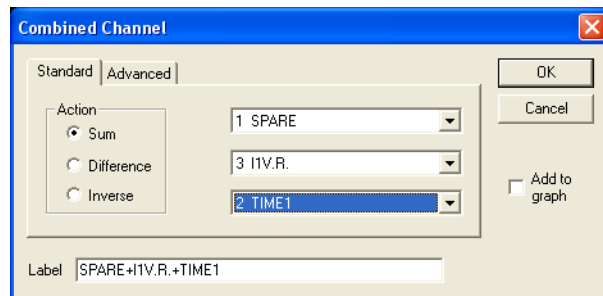 Combined Channel
Standard Advanced
OK
Cancel
Action
Sum
Difference
Inverse
1 SPARE
3 I1V.R.
2 TIME1
Add to
graph
Label SPARE+I1V.R.+TIME1